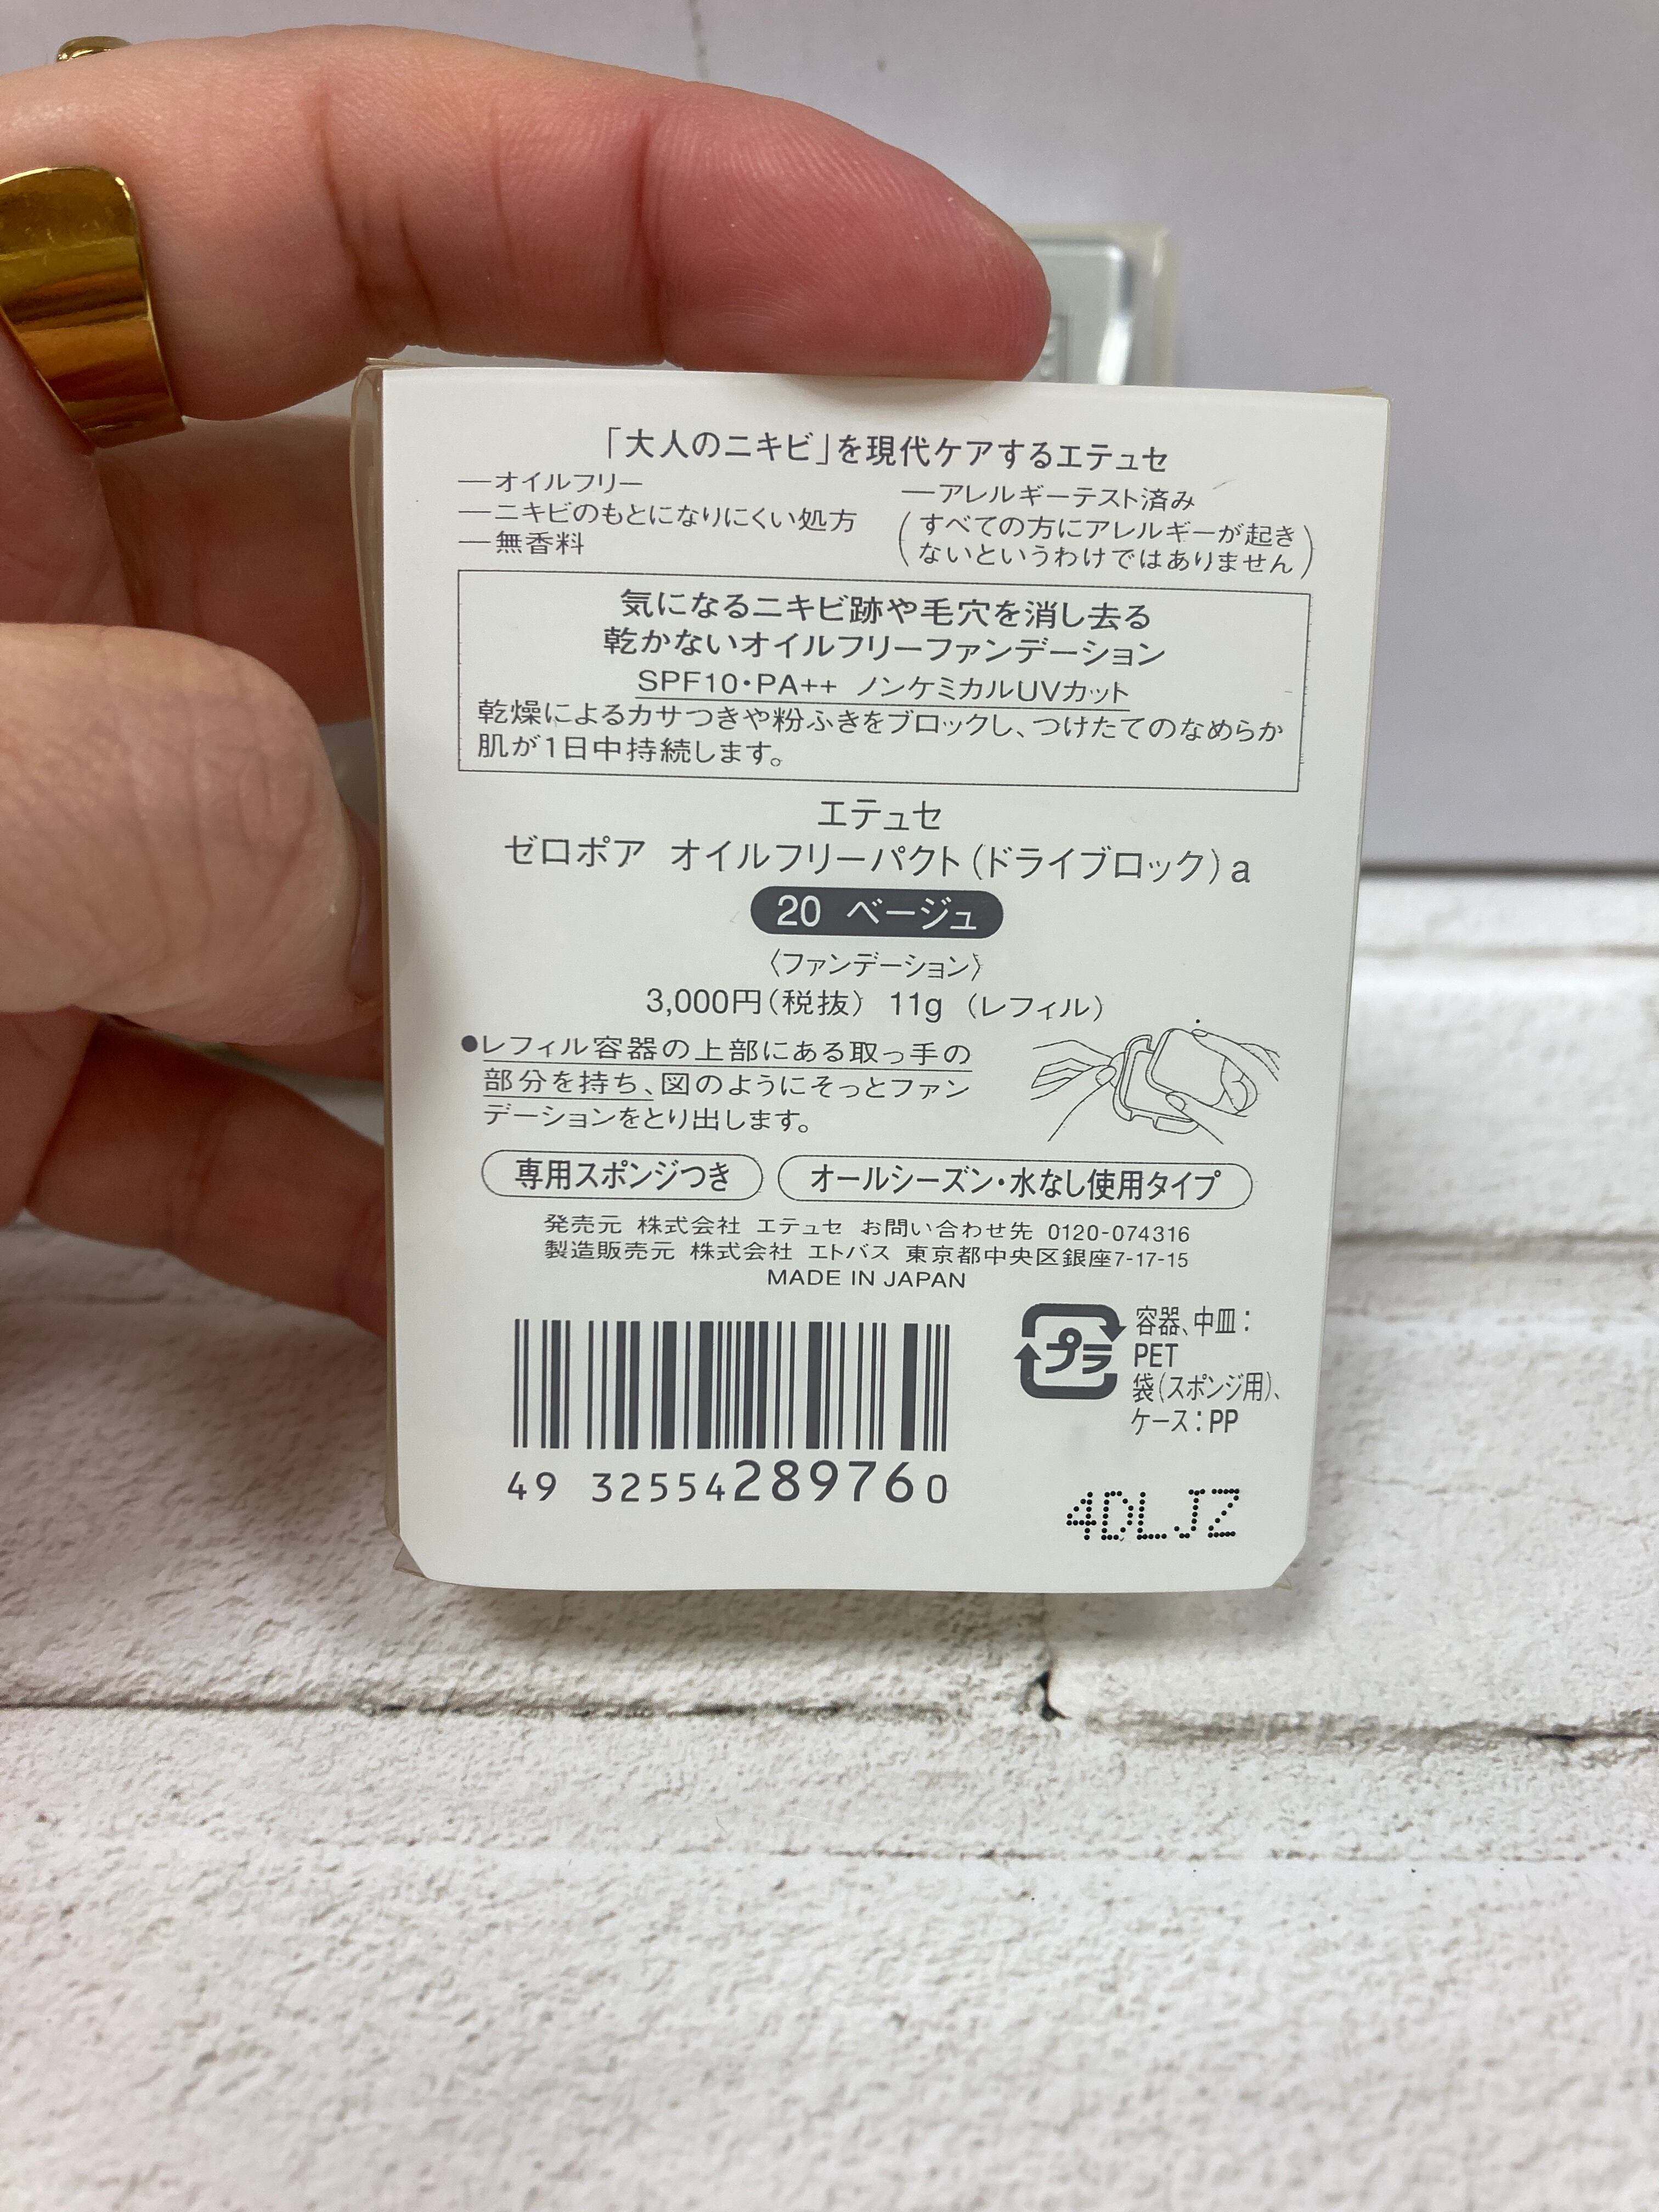 「大人のニキビ」を現代ケアするエテュセ
―オイルフリー
―ニキビのもとになりにくい処方
―無香料
―アレルギーテスト済み
(すべての方にアレルギーが起き
ないというわけではありません)
気になるニキビ跡や毛穴を消し去る
乾かないオイルフリーファンデーション
SPF10・PA++ ノンケミカルUVカット
乾燥によるカサつきや粉ふきをブロックし、つけたてのなめらか
肌が1日中持続します。
エテュセ
ゼロポア オイルフリーパクト(ドライブロック)a
20 ベージュ
〈ファンデーション〉
3,000円(税抜) 11g (レフィル)
●レフィル容器の上部にある取っ手の
部分を持ち、図のようにそっとファン
デーションをとり出します。
専用スポンジつき
オールシーズン・水なし使用タイプ
発売元 株式会社 エテュセ お問い合わせ先 0120-074316
製造販売元 株式会社 エトバス 東京都中央区銀座7-17-15
MADE IN JAPAN
プラ
容器、中皿：
PET
袋(スポンジ用)、
ケース：PP
49 32554289760
4DLJZ